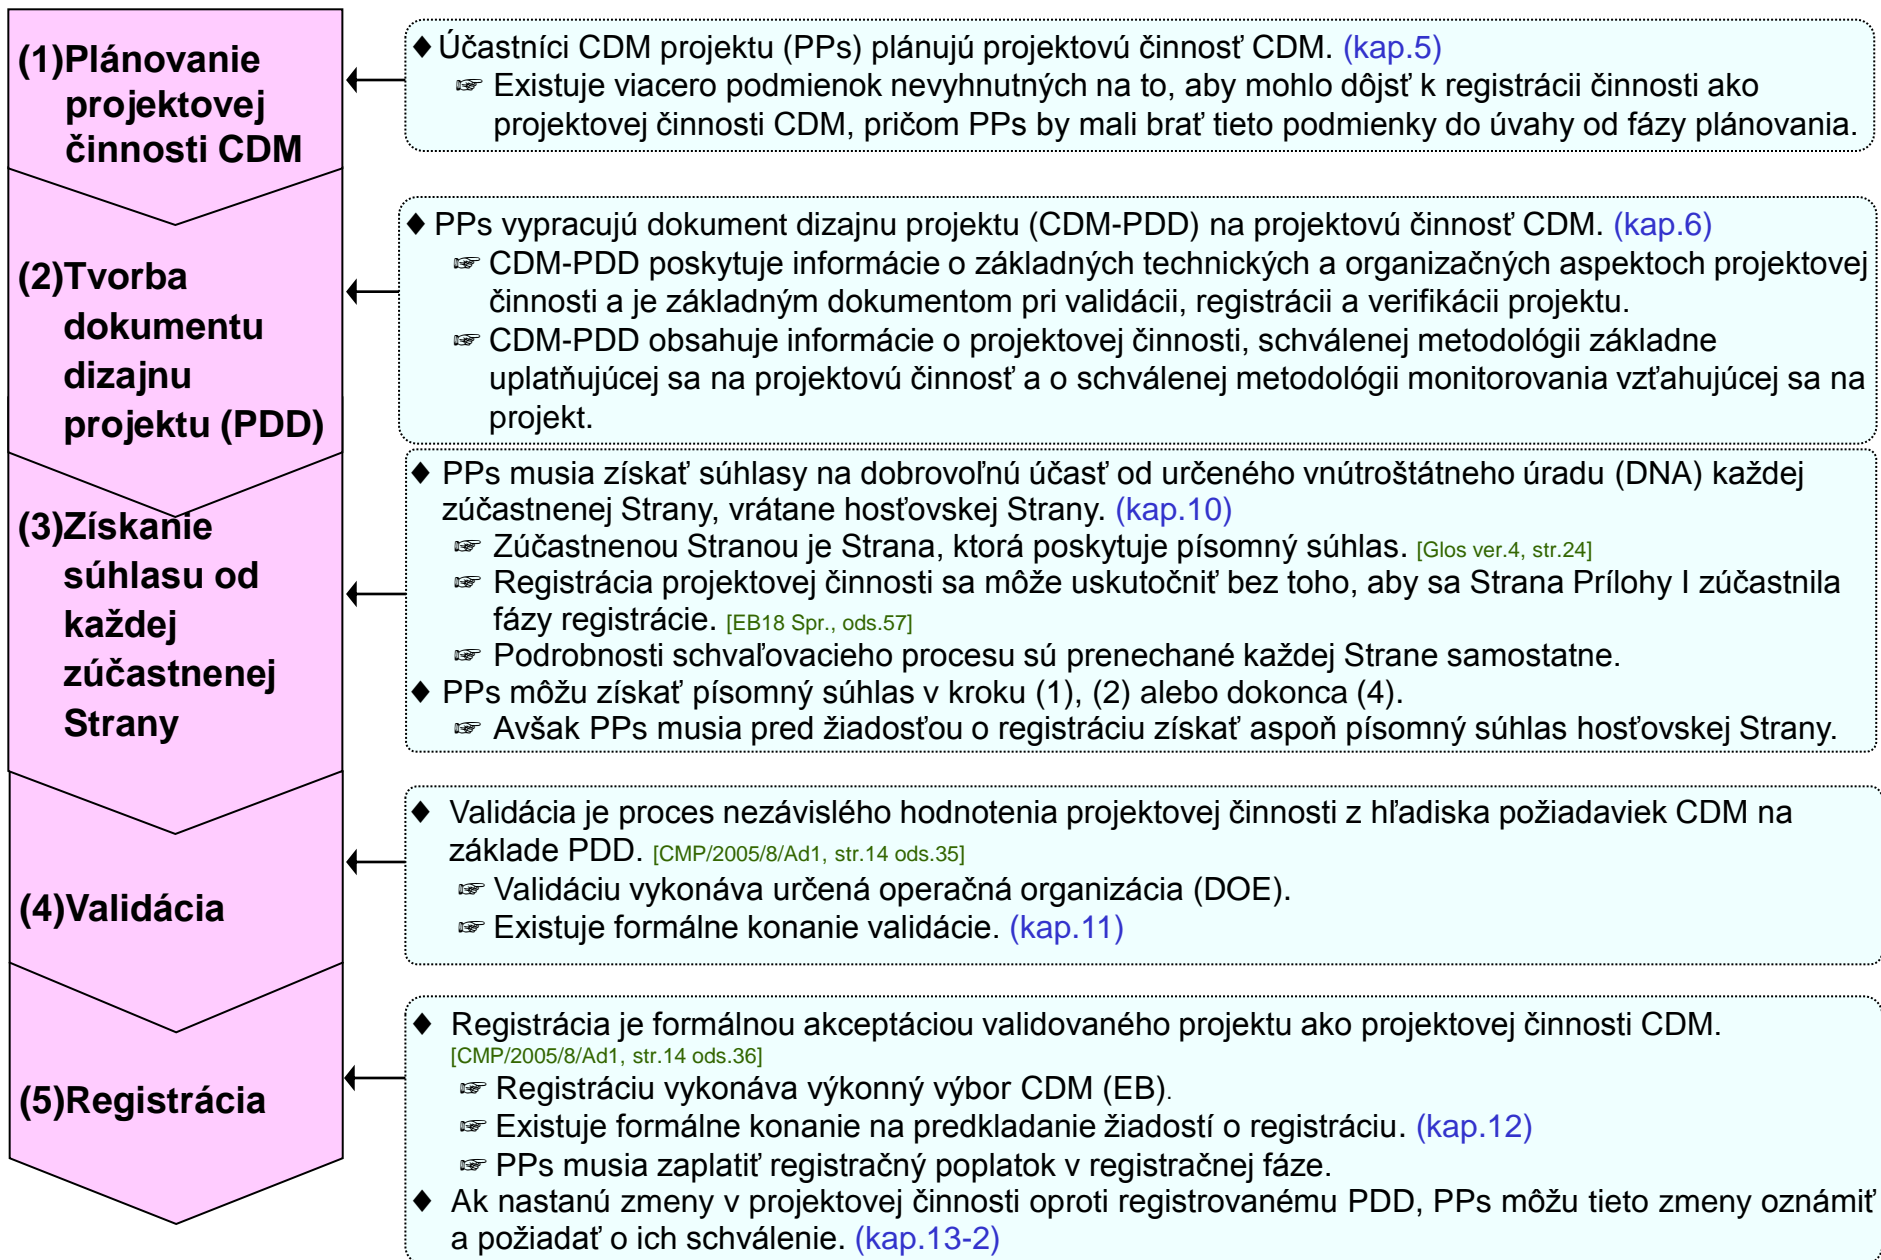 (1)Plánovanie
projektovej
činnosti CDM
♦ Účastníci CDM projektu (PPs) plánujú projektovú činnosť CDM. (kap.5)
☞ Existuje viacero podmienok nevyhnutných na to, aby mohlo dôjsť k registrácii činnosti ako
projektovej činnosti CDM, pričom PPs by mali brať tieto podmienky do úvahy od fázy plánovania.
(2)Tvorba
dokumentu
dizajnu
projektu (PDD)
♦ PPs vypracujú dokument dizajnu projektu (CDM-PDD) na projektovú činnosť CDM. (kap.6)
☞ CDM-PDD poskytuje informácie o základných technických a organizačných aspektoch projektovej
činnosti a je základným dokumentom pri validácii, registrácii a verifikácii projektu.
☞ CDM-PDD obsahuje informácie o projektovej činnosti, schválenej metodológii základne
uplatňujúcej sa na projektovú činnosť a o schválenej metodológii monitorovania vzťahujúcej sa na
projekt.
(3)Získanie
súhlasu od
každej
zúčastnenej
Strany
♦ PPs musia získať súhlasy na dobrovoľnú účasť od určeného vnútroštátneho úradu (DNA) každej
zúčastnenej Strany, vrátane hosťovskej Strany. (kap.10)
☞ Zúčastnenou Stranou je Strana, ktorá poskytuje písomný súhlas. [Glos ver.4, str.24]
☞ Registrácia projektovej činnosti sa môže uskutočniť bez toho, aby sa Strana Prílohy I zúčastnila
fázy registrácie. [EB18 Spr., ods.57]
☞ Podrobnosti schvaľovacieho procesu sú prenechané každej Strane samostatne.
♦ PPs môžu získať písomný súhlas v kroku (1), (2) alebo dokonca (4).
☞ Avšak PPs musia pred žiadosťou o registráciu získať aspoň písomný súhlas hosťovskej Strany.
(4)Validácia
♦ Validácia je proces nezávislého hodnotenia projektovej činnosti z hľadiska požiadaviek CDM na
základe PDD. [CMP/2005/8/Ad1, str.14 ods.35]
☞ Validáciu vykonáva určená operačná organizácia (DOE).
☞ Existuje formálne konanie validácie. (kap.11)
(5)Registrácia
♦ Registrácia je formálnou akceptáciou validovaného projektu ako projektovej činnosti CDM.
[CMP/2005/8/Ad1, str.14 ods.36]
☞ Registráciu vykonáva výkonný výbor CDM (EB).
☞ Existuje formálne konanie na predkladanie žiadostí o registráciu. (kap.12)
☞ PPs musia zaplatiť registračný poplatok v registračnej fáze.
♦ Ak nastanú zmeny v projektovej činnosti oproti registrovanému PDD, PPs môžu tieto zmeny oznámiť
a požiadať o ich schválenie. (kap.13-2)